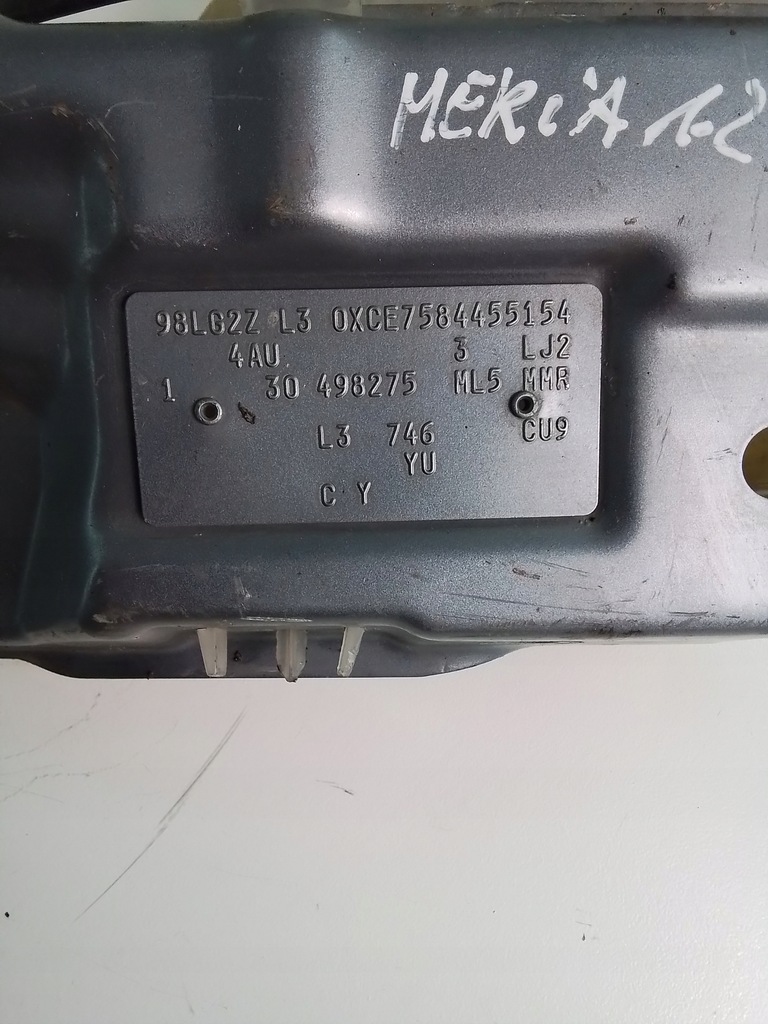 MERiA 1.2
98LG2Z L3 0XCE7584455154
4AU 3 LJ2
1 30 498275 ML5 MMR
L3 746 CU9
YU
C Y